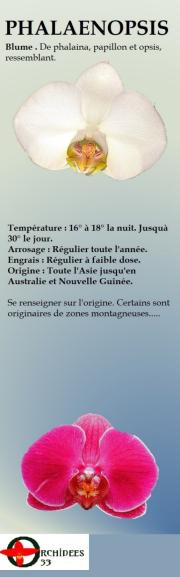 PHALAENOPSIS
Blume . De phalaina, papillon et opsis,
ressemblant.
Température : 16° à 18° la nuit. Jusquà
30° le jour.
Arrosage : Régulier toute l'année.
Engrais : Régulier à faible dose.
Origine : Toute l'Asie jusqu'en
Australie et Nouvelle Guinée.
Se renseigner sur l'origine. Certains sont
originaires de zones montagneuses.....
ORCHIDEES
33